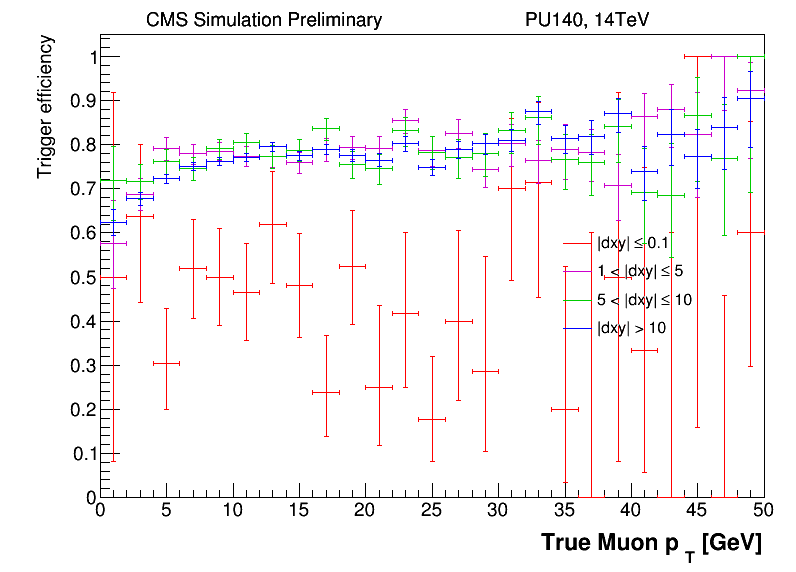 CMS Simulation Preliminary PU140, 14TeV
Trigger efficiency
1
0.9
0.8
0.7
0.6
0.5
0.4
0.3
0.2
0.1
0
|dxy| ≤ 0.1
1 < |dxy| ≤ 5
5 < |dxy| ≤ 10
|dxy| > 10
0 5 10 15 20 25 30 35 40 45 50
True Muon p T [GeV]